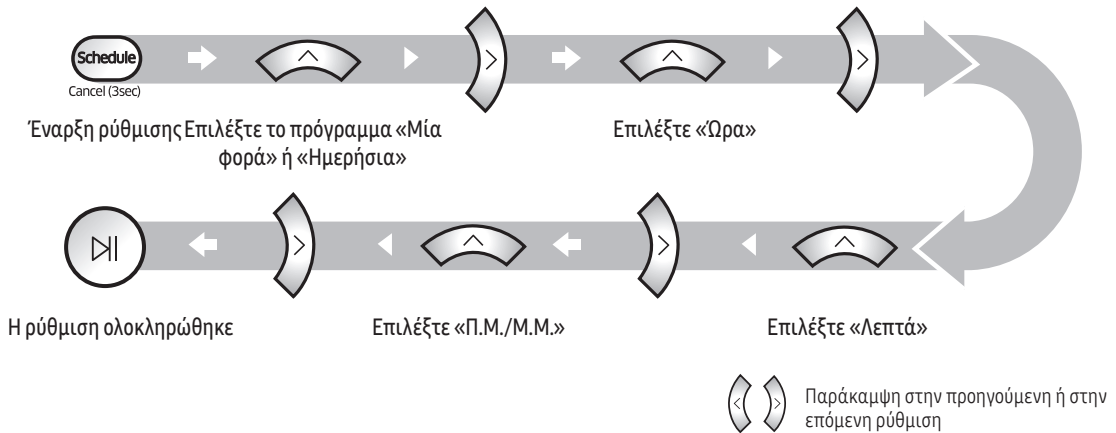 Schedule
Cancel (3sec)
Έναρξη ρύθμισης
Επιλέξτε το πρόγραμμα «Μία
φορά» ή «Ημερήσια»
Επιλέξτε «Ώρα»
Επιλέξτε «Λεπτά»
Επιλέξτε «Π.Μ./Μ.Μ.»
Η ρύθμιση ολοκληρώθηκε
Παράκαμψη στην προηγούμενη ή στην
επόμενη ρύθμιση